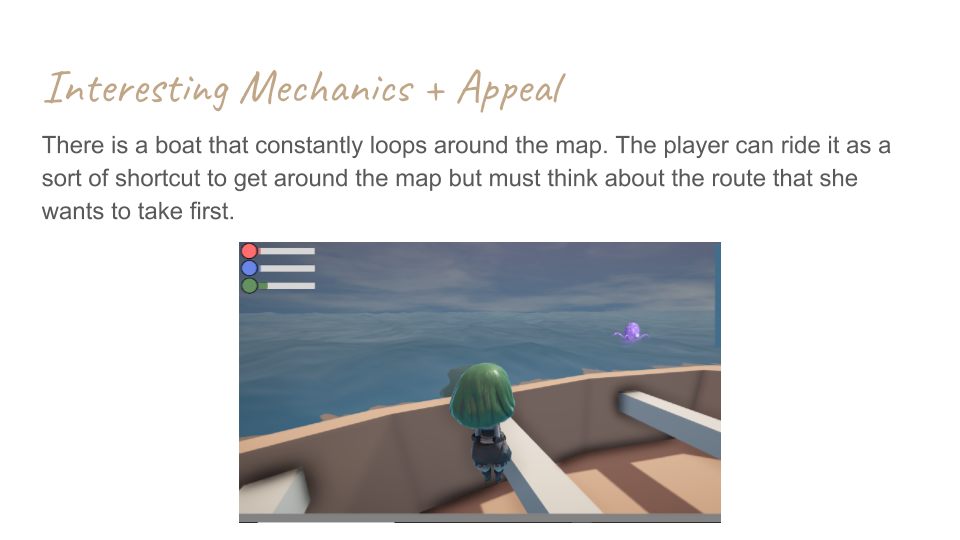 Interesting Mechanics + Appeal
There is a boat that constantly loops around the map. The player can ride it as a
sort of shortcut to get around the map but must think about the route that she
wants to take first.